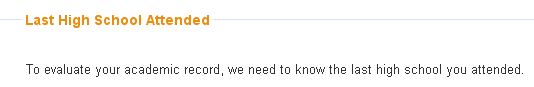 Last High School Attended
To evaluate your academic record, we need to know the last high school you attended.